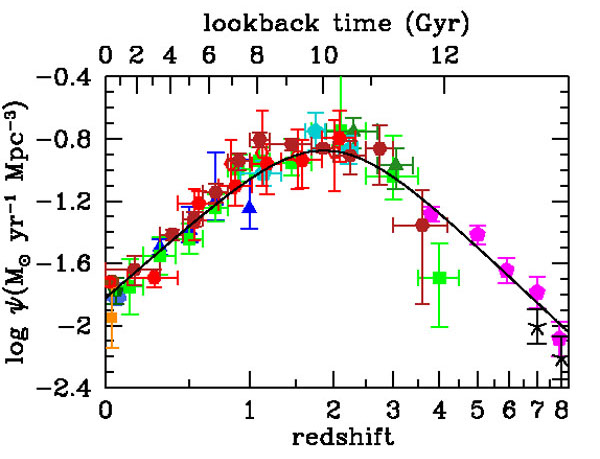 lookback time (Gyr)
0 2 4 6 8 10 12
−0.4
−0.8
−1.2
−1.6
−2
−2.4
log ψ(M⊙ yr⁻¹ Mpc⁻³)
0 1 2 3 4 5 6 7 8
redshift